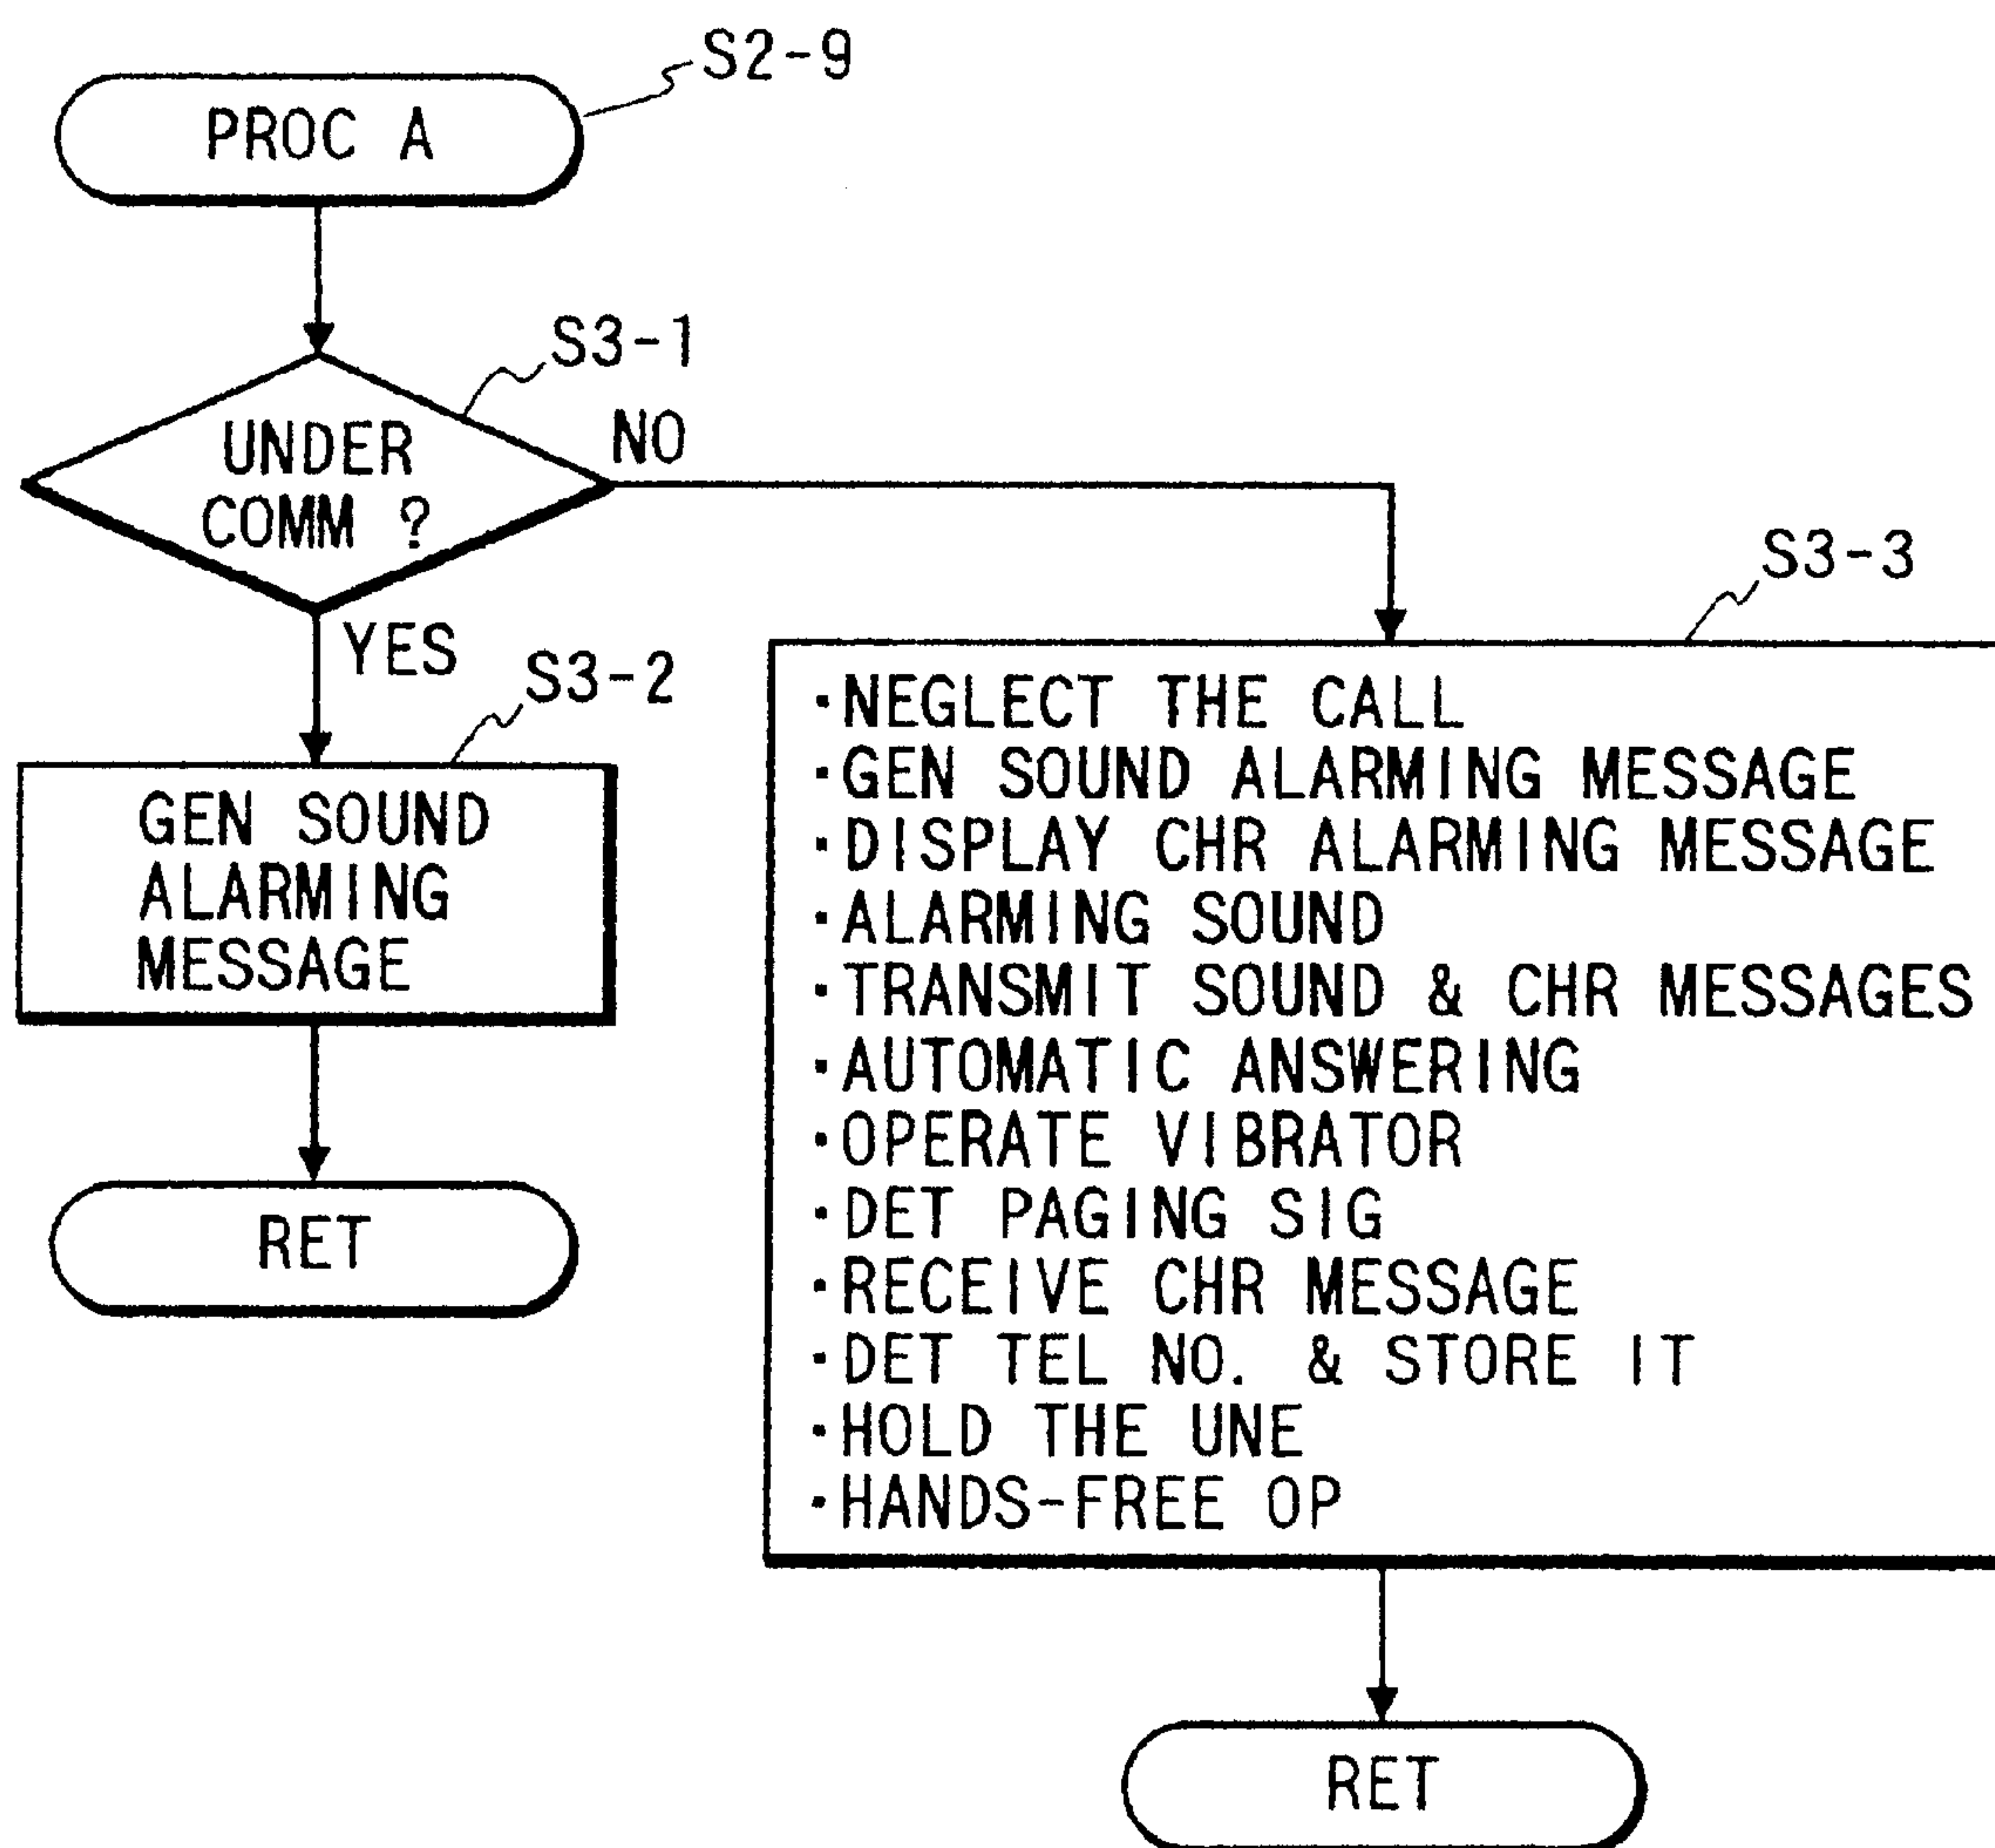 S2-9
PROC A
S3-1
UNDER
COMM ?
NO
YES
S3-2
GEN SOUND
ALARMING
MESSAGE
RET
S3-3
·NEGLECT THE CALL
·GEN SOUND ALARMING MESSAGE
·DISPLAY CHR ALARMING MESSAGE
·ALARMING SOUND
·TRANSMIT SOUND & CHR MESSAGES
·AUTOMATIC ANSWERING
·OPERATE VIBRATOR
·DET PAGING SIG
·RECEIVE CHR MESSAGE
·DET TEL NO. & STORE IT
·HOLD THE UNE
·HANDS-FREE OP
RET